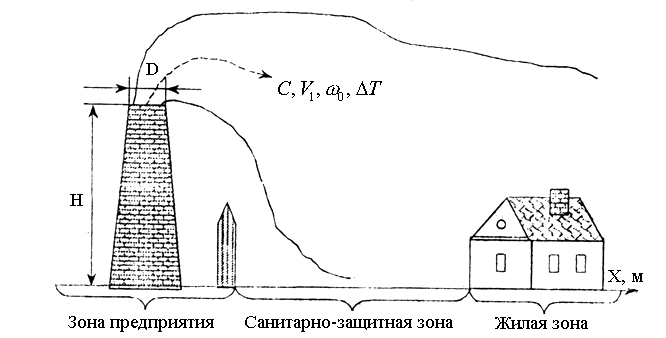 D
C, V₁, ω₀, ΔT
H
X, м
Зона предприятия
Санитарно-защитная зона
Жилая зона